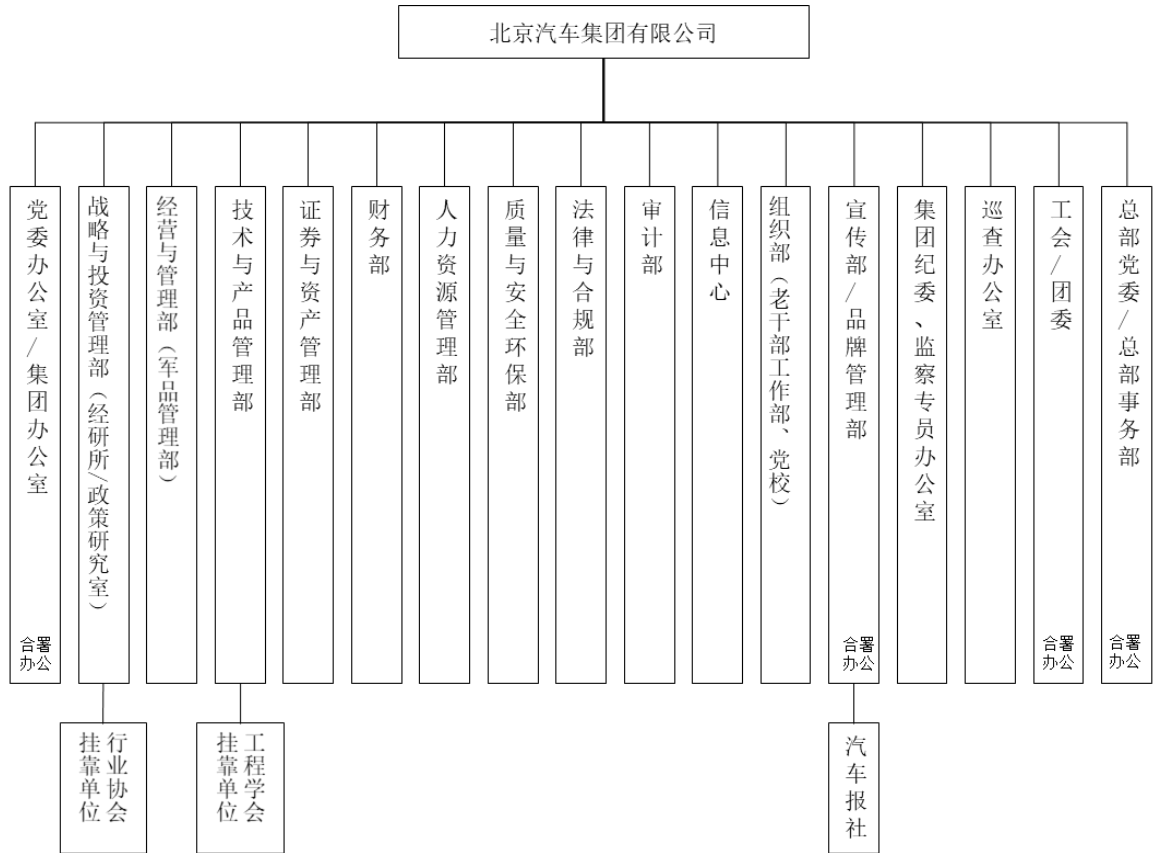 北京汽车集团有限公司
党委办公室/集团办公室
合署
办公
战略与投资管理部（经研所/政策研究室）
经营与管理部（军品管理部）
技术与产品管理部
证券与资产管理部
财务部
人力资源管理部
质量与安全环保部
法律与合规部
审计部
信息中心
组织部（老干部工作部、党校）
宣传部/品牌管理部
合署
办公
集团纪委、监察专员办公室
巡查办公室
工会/团委
合署
办公
总部党委/总部事务部
合署
办公
行业协会
挂靠单位
工程学会
挂靠单位
汽车报社